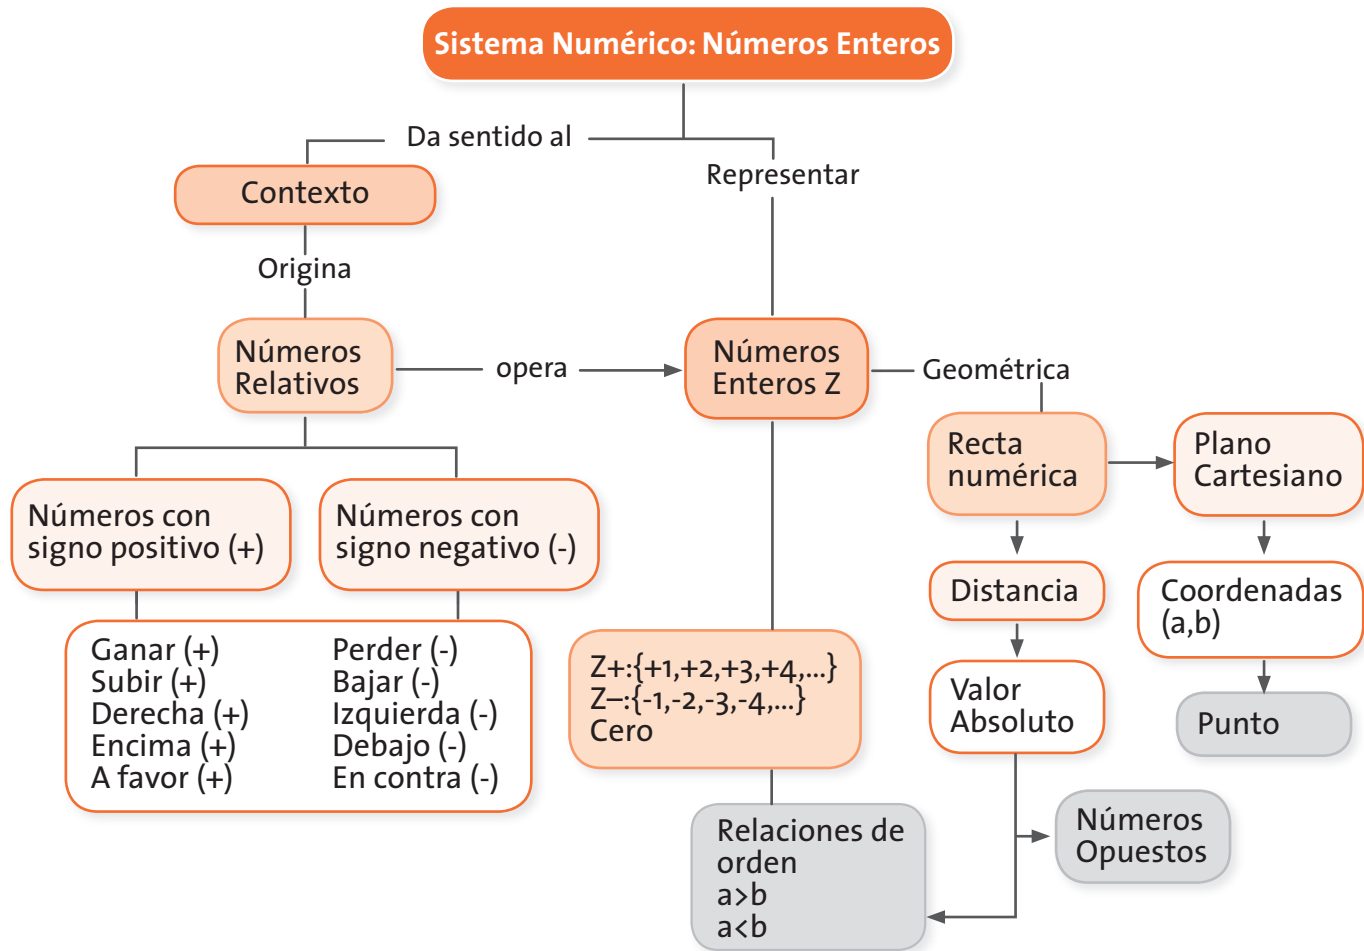 Sistema Numérico: Números Enteros
Da sentido al
Representar
Contexto
Origina
Números
Relativos
opera
Números
Enteros Z
Geométrica
Recta
numérica
Plano
Cartesiano
Números con
signo positivo (+)
Números con
signo negativo (-)
Distancia
Coordenadas
(a,b)
Ganar (+)
Subir (+)
Derecha (+)
Encima (+)
A favor (+)
Perder (-)
Bajar (-)
Izquierda (-)
Debajo (-)
En contra (-)
Z+:{+1,+2,+3,+4,...}
Z–:{-1,-2,-3,-4,...}
Cero
Valor
Absoluto
Punto
Relaciones de
orden
a>b
a<b
Números
Opuestos